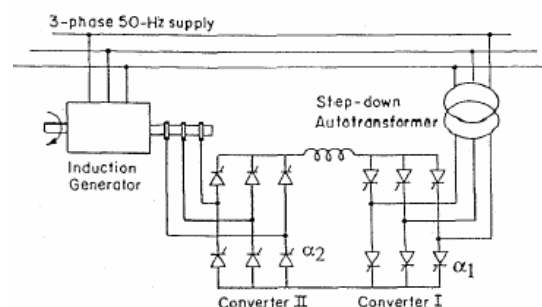 3-phase 50-Hz supply
Step-down
Autotransformer
Induction
Generator
α2
α1
Converter II
Converter I